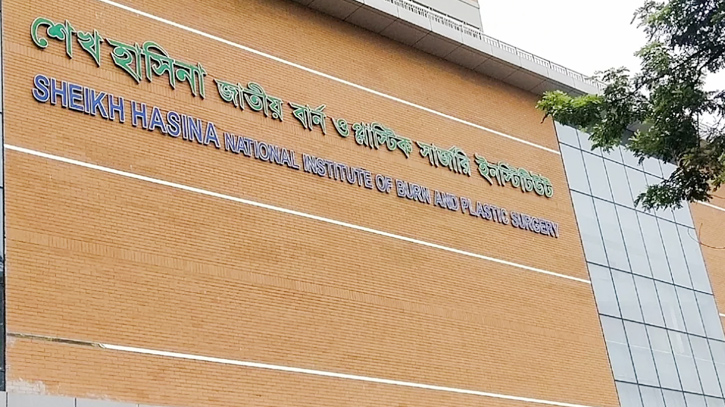 শেখ হাসিনা জাতীয় বার্ন ও প্লাস্টিক সার্জারি ইনস্টিটিউট
SHEIKH HASINA NATIONAL INSTITUTE OF BURN AND PLASTIC SURGERY